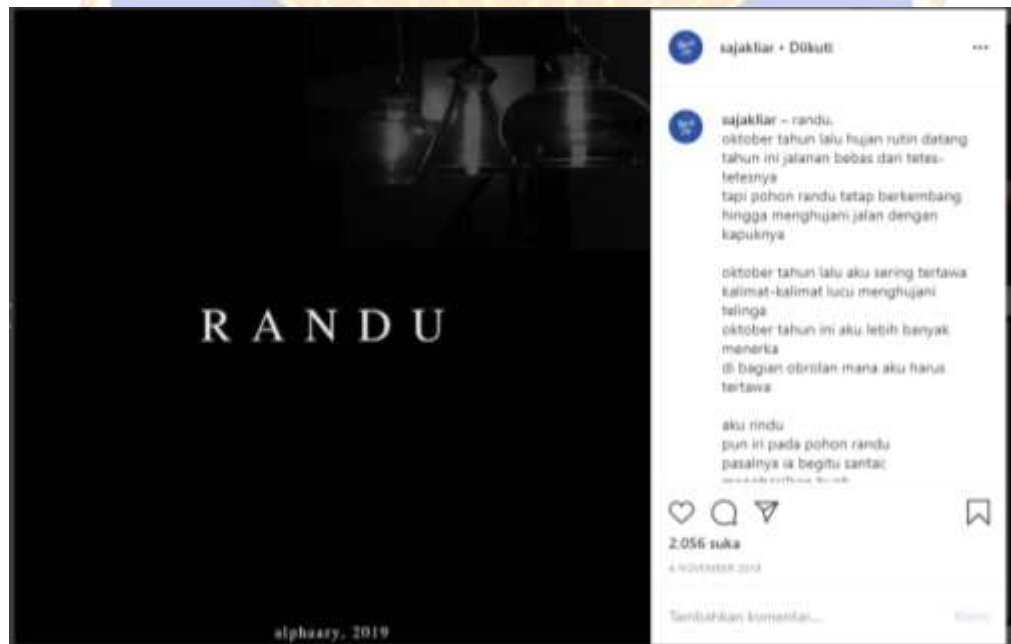 RANDU
alphaary, 2019
sajakliar • Diikuti
sajakliar – randu.
oktober tahun lalu hujan rutin datang
tahun ini jalanan bebas dari tetes-
tetesnya
tapi pohon randu tetap berkembang
hingga menghujani jalan dengan
kapuknya
oktober tahun lalu aku sering tertawa
kalimat-kalimat lucu menghujani
telinga
oktober tahun ini aku lebih banyak
menerka
di bagian obrolan mana aku harus
tertawa
aku rindu
pun iri pada pohon randu
pasalnya ia begitu santai;
2.056 suka
Tambahkan komentar...